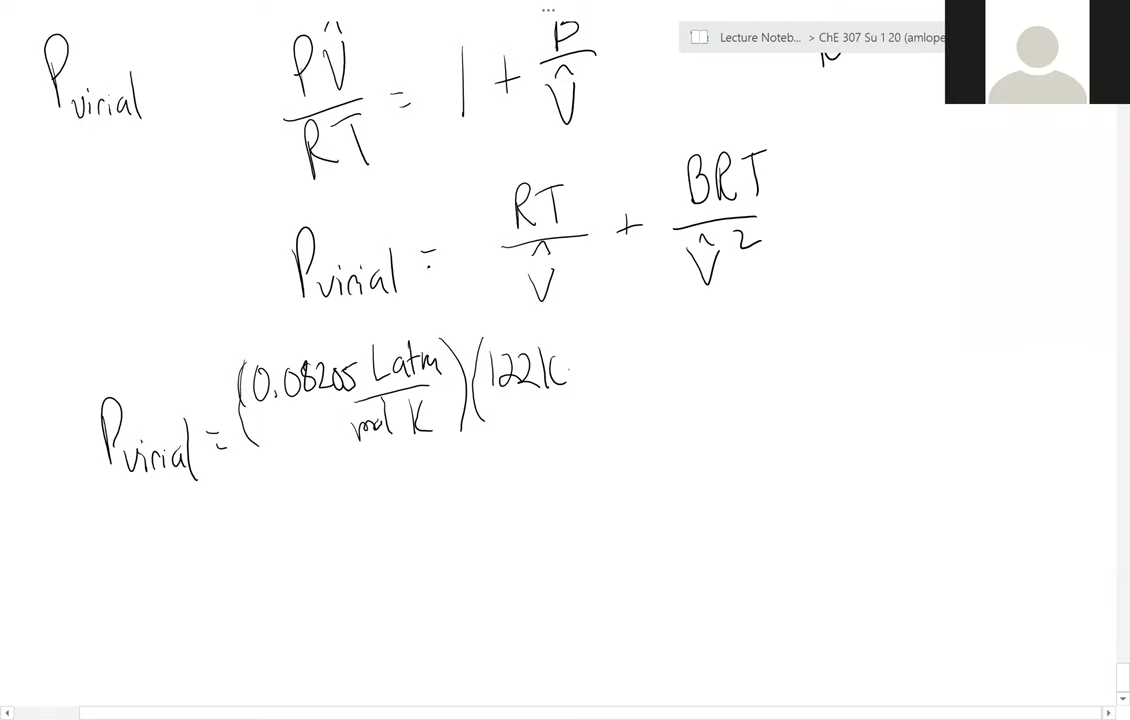 Lecture Noteb... > ChE 307 Su 1 20 (amlope
P_virial PV̂/RT = 1 + B/V̂
P_virial = RT/V̂ + BRT/V̂²
P_virial = (0.08205 L atm/mol K)(122 K